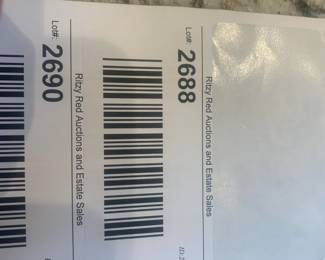 Ritzy Red Auctions and Estate Sales
Lot#: 2688
Ritzy Red Auctions and Estate Sales
Lot#: 2690